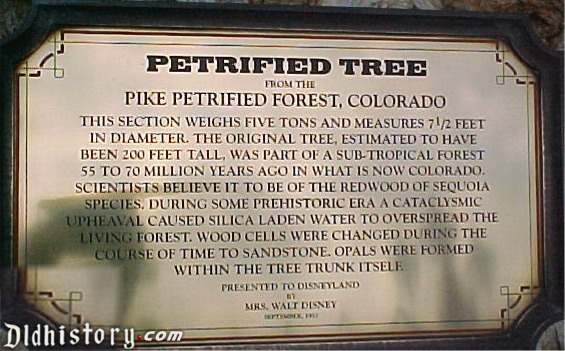 PETRIFIED TREE
FROM THE
PIKE PETRIFIED FOREST, COLORADO
THIS SECTION WEIGHS FIVE TONS AND MEASURES 7 1/2 FEET
IN DIAMETER. THE ORIGINAL TREE, ESTIMATED TO HAVE
BEEN 200 FEET TALL, WAS PART OF A SUB-TROPICAL FOREST
55 TO 70 MILLION YEARS AGO IN WHAT IS NOW COLORADO.
SCIENTISTS BELIEVE IT TO BE OF THE REDWOOD OF SEQUOIA
SPECIES. DURING SOME PREHISTORIC ERA A CATACLYSMIC
UPHEAVAL CAUSED SILICA LADEN WATER TO OVERSPREAD THE
LIVING FOREST. WOOD CELLS WERE CHANGED DURING THE
COURSE OF TIME TO SANDSTONE. OPALS WERE FORMED
WITHIN THE TREE TRUNK ITSELF.
PRESENTED TO DISNEYLAND
BY
MRS. WALT DISNEY
SEPTEMBER, 1957
Dldhistory.com